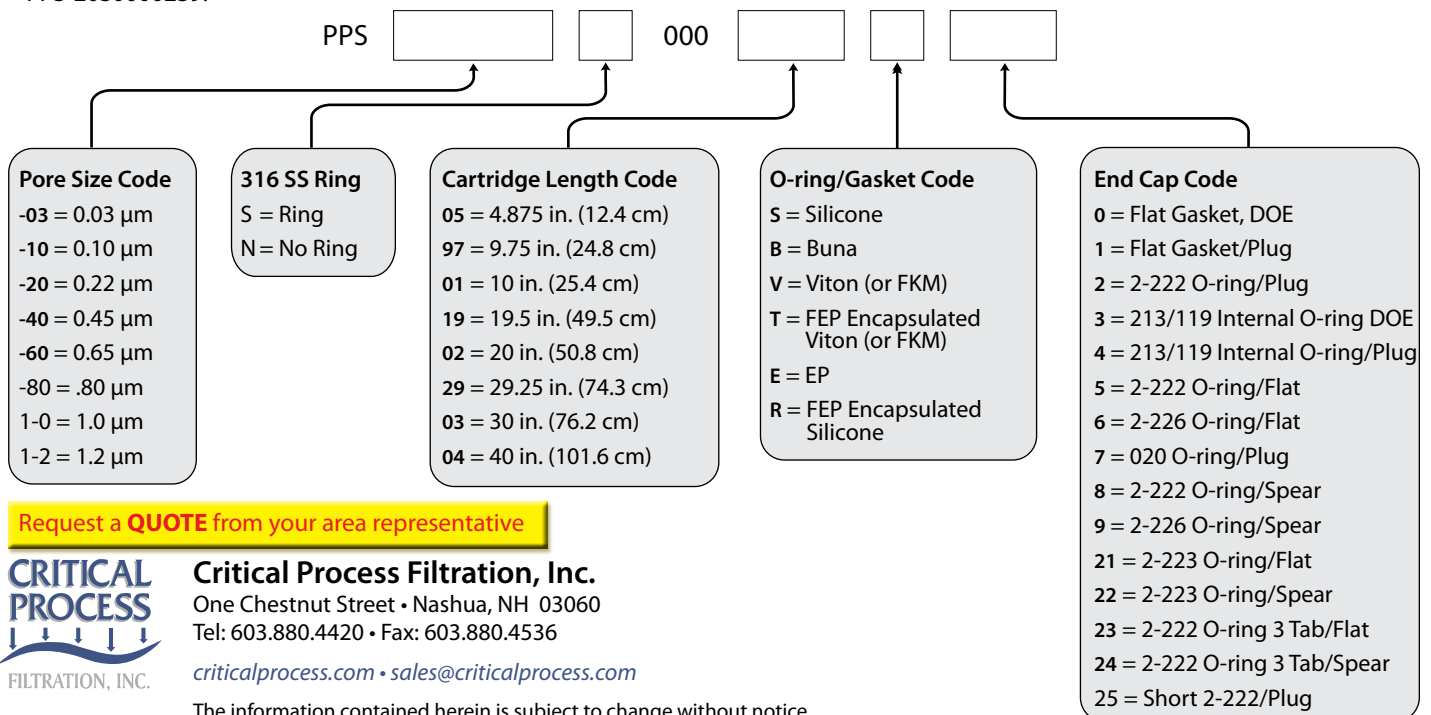 PPS 000
Pore Size Code
-03 = 0.03 µm
-10 = 0.10 µm
-20 = 0.22 µm
-40 = 0.45 µm
-60 = 0.65 µm
-80 = .80 µm
1-0 = 1.0 µm
1-2 = 1.2 µm
316 SS Ring
S = Ring
N = No Ring
Cartridge Length Code
05 = 4.875 in. (12.4 cm)
97 = 9.75 in. (24.8 cm)
01 = 10 in. (25.4 cm)
19 = 19.5 in. (49.5 cm)
02 = 20 in. (50.8 cm)
29 = 29.25 in. (74.3 cm)
03 = 30 in. (76.2 cm)
04 = 40 in. (101.6 cm)
O-ring/Gasket Code
S = Silicone
B = Buna
V = Viton (or FKM)
T = FEP Encapsulated
Viton (or FKM)
E = EP
R = FEP Encapsulated
Silicone
End Cap Code
0 = Flat Gasket, DOE
1 = Flat Gasket/Plug
2 = 2-222 O-ring/Plug
3 = 213/119 Internal O-ring DOE
4 = 213/119 Internal O-ring/Plug
5 = 2-222 O-ring/Flat
6 = 2-226 O-ring/Flat
7 = 020 O-ring/Plug
8 = 2-222 O-ring/Spear
9 = 2-226 O-ring/Spear
21 = 2-223 O-ring/Flat
22 = 2-223 O-ring/Spear
23 = 2-222 O-ring 3 Tab/Flat
24 = 2-222 O-ring 3 Tab/Spear
25 = Short 2-222/Plug
Request a QUOTE from your area representative
CRITICAL
PROCESS
FILTRATION, INC.
Critical Process Filtration, Inc.
One Chestnut Street • Nashua, NH 03060
Tel: 603.880.4420 • Fax: 603.880.4536
criticalprocess.com • sales@criticalprocess.com
The information contained herein is subject to change without notice